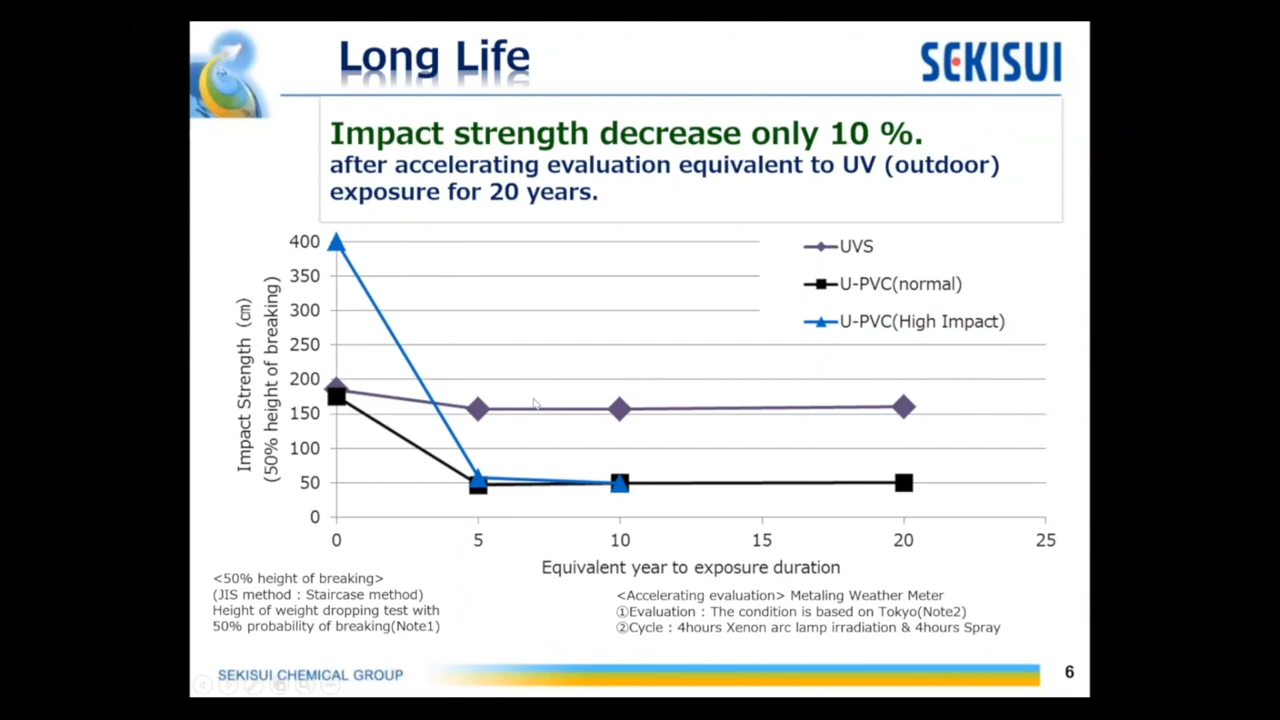 Long Life
SEKISUI
Impact strength decrease only 10 %.
after accelerating evaluation equivalent to UV (outdoor)
exposure for 20 years.
400
350
300
250
200
150
100
50
0
Impact Strength (cm)
(50% height of breaking)
UVS
U-PVC(normal)
U-PVC(High Impact)
0 5 10 15 20 25
Equivalent year to exposure duration
<50% height of breaking>
(JIS method : Staircase method)
Height of weight dropping test with
50% probability of breaking(Note1)
<Accelerating evaluation> Metaling Weather Meter
①Evaluation : The condition is based on Tokyo(Note2)
②Cycle : 4hours Xenon arc lamp irradiation & 4hours Spray
SEKISUI CHEMICAL GROUP
6